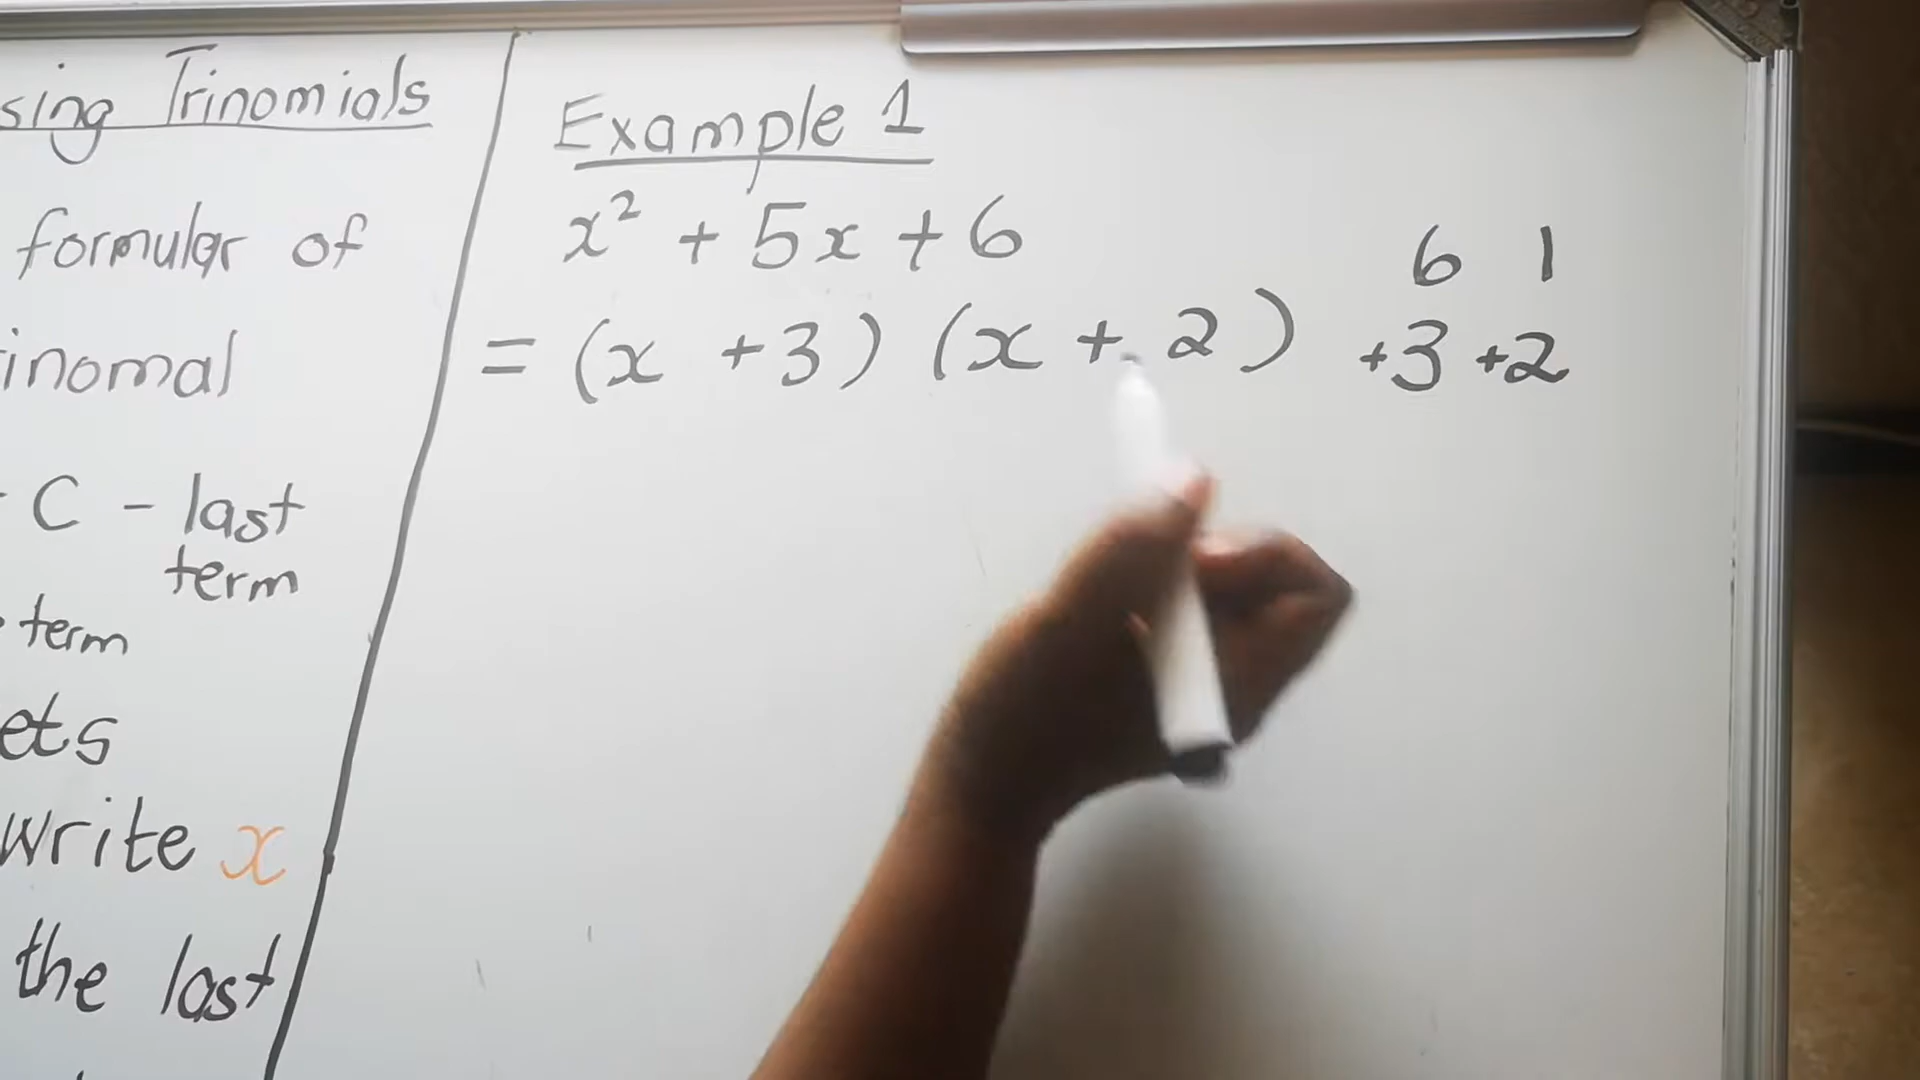 sing Trinomials
formular of
inomal
C - last
term
term
ets
write x
the last
Example 1
x² + 5x + 6
= (x + 3) (x + 2)
6 1
+3 +2